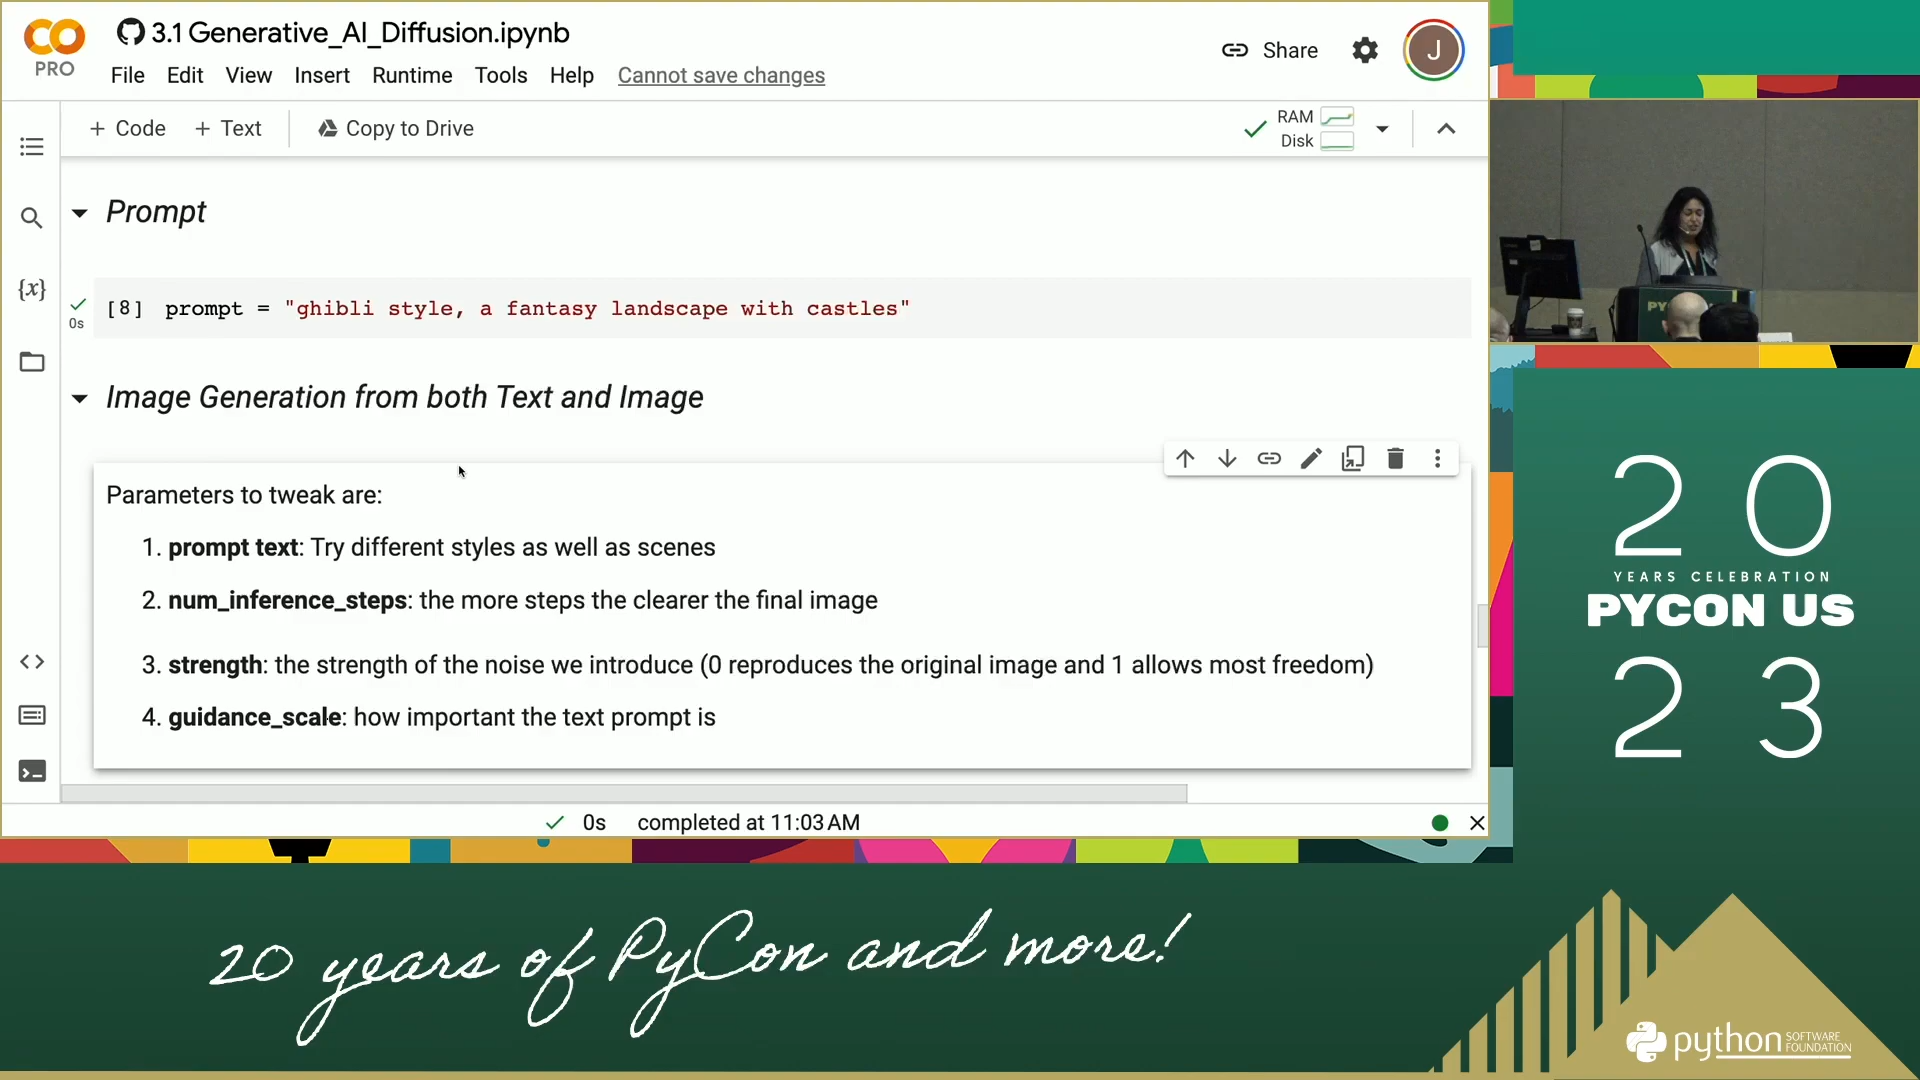 3.1 Generative_AI_Diffusion.ipynb
PRO
File Edit View Insert Runtime Tools Help Cannot save changes
Share
J
+ Code + Text Copy to Drive
RAM
Disk
{x}
Prompt
0s
[8] prompt = "ghibli style, a fantasy landscape with castles"
Image Generation from both Text and Image
Parameters to tweak are:
1. prompt text: Try different styles as well as scenes
2. num_inference_steps: the more steps the clearer the final image
3. strength: the strength of the noise we introduce (0 reproduces the original image and 1 allows most freedom)
4. guidance_scale: how important the text prompt is
0s completed at 11:03 AM
20
YEARS CELEBRATION
PYCON US
23
20 years of PyCon and more!
python SOFTWARE FOUNDATION